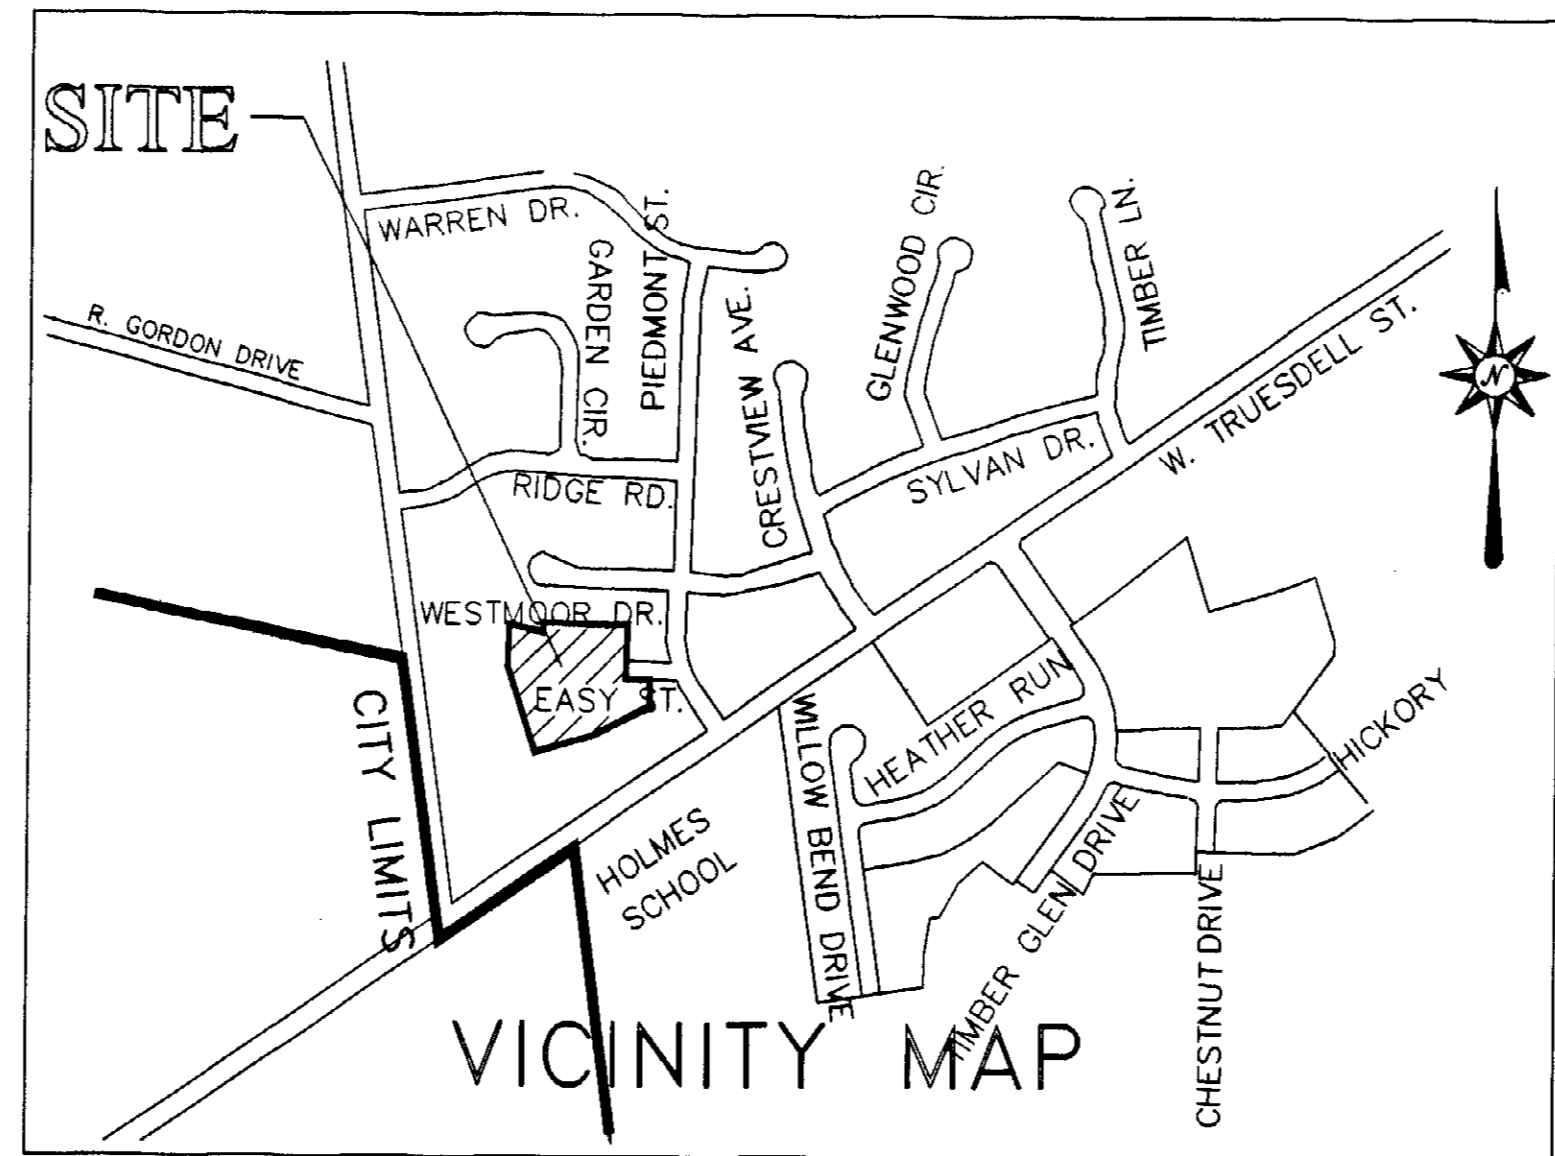 SITE
WARREN DR.
PIEDMONT ST.
GARDEN CIR.
R. GORDON DRIVE
CRESTVIEW AVE.
GLENWOOD CIR.
TIMBER LN.
W. TRUESDELL ST.
SYLVAN DR.
RIDGE RD.
N
WESTMOOR DR.
EASY ST.
CITY LIMITS
HOLMES
SCHOOL
WILLOW BEND DRIVE
HEATHER RUN
HICKORY
TIMBER GLEN DRIVE
CHESTNUT DRIVE
VICINITY MAP